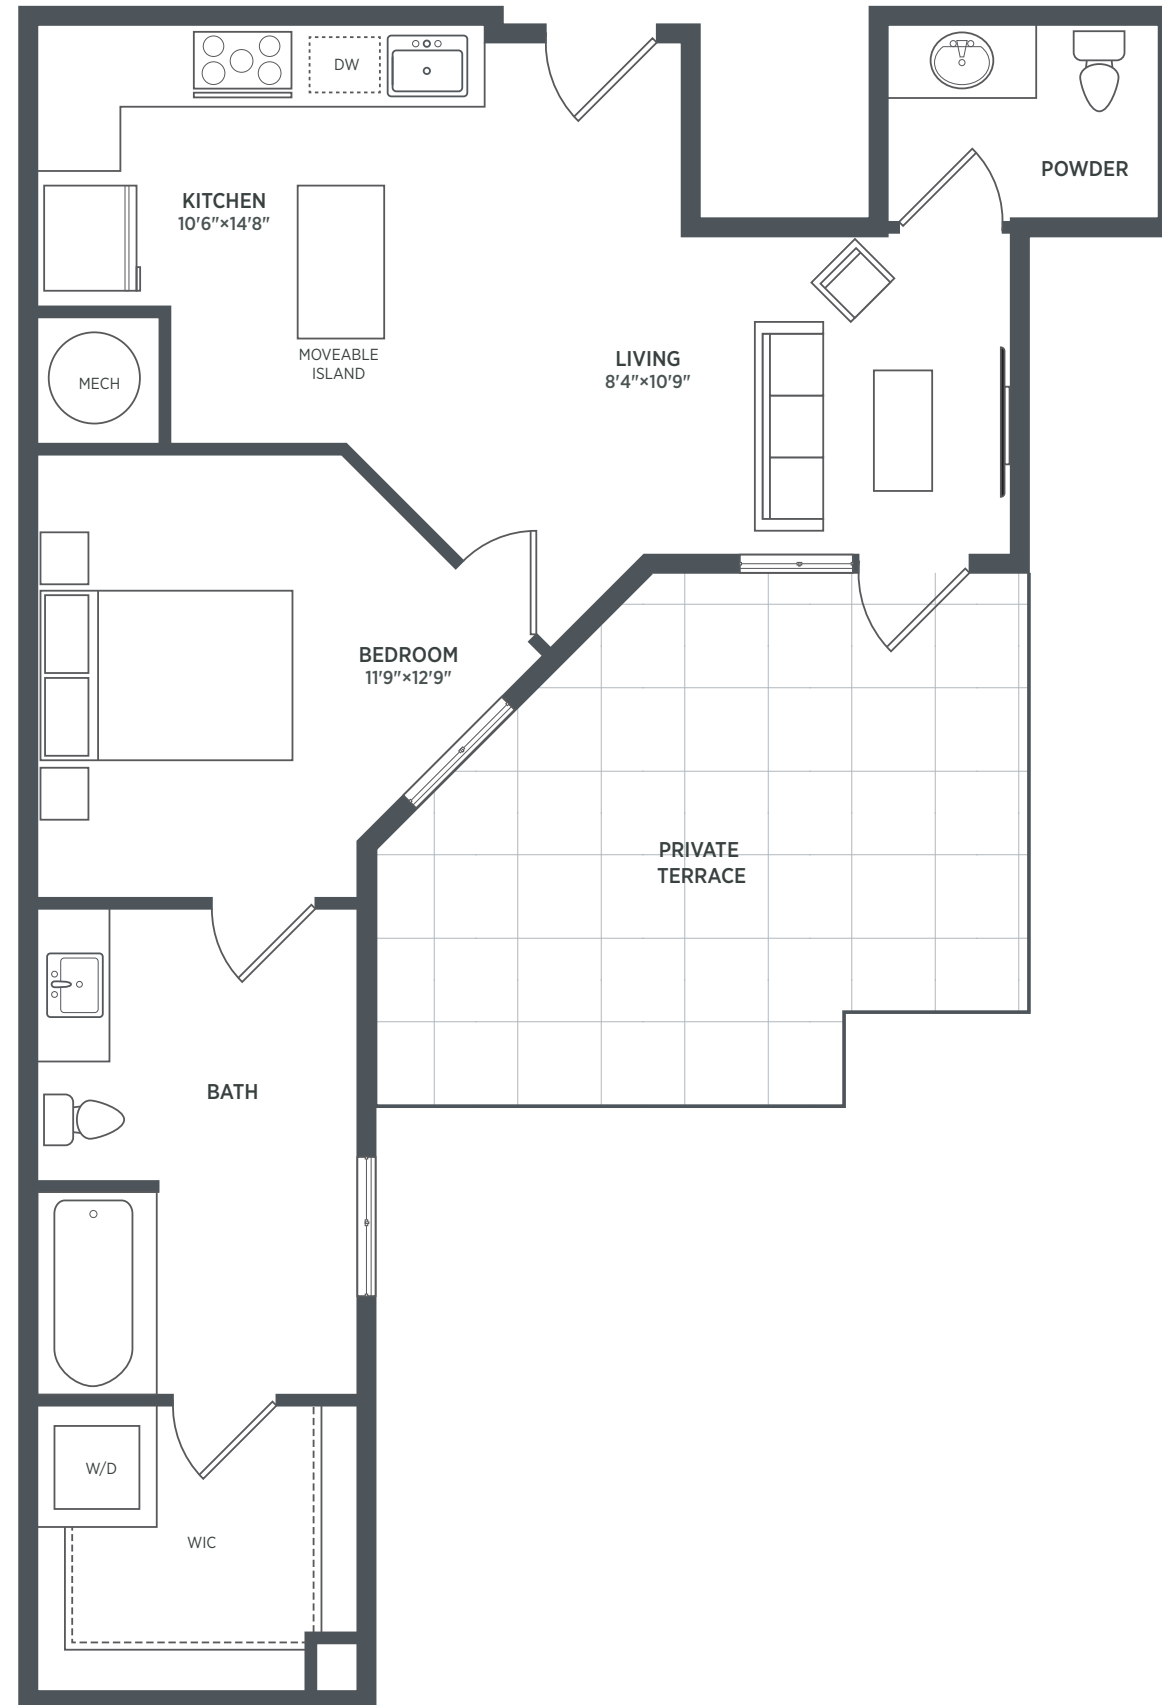 DW
POWDER
KITCHEN
10'6"×14'8"
MOVEABLE
ISLAND
LIVING
8'4"×10'9"
MECH
BEDROOM
11'9"×12'9"
PRIVATE
TERRACE
BATH
W/D
WIC